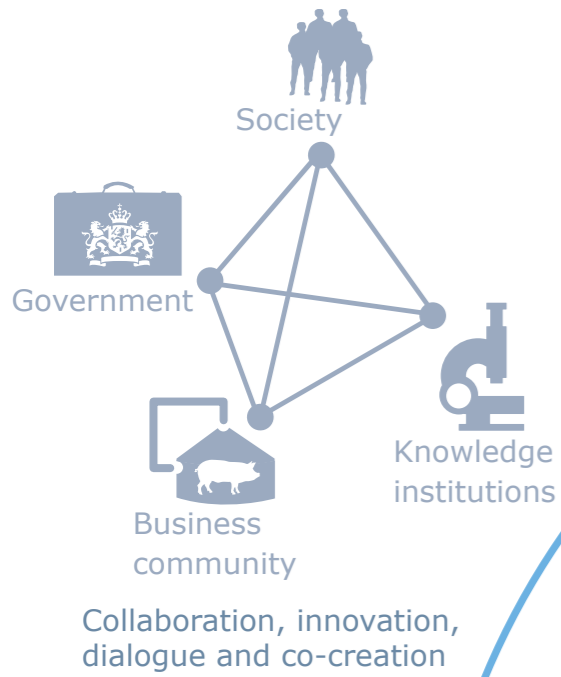 Society
Government
Knowledge
institutions
Business
community
Collaboration, innovation,
dialogue and co-creation